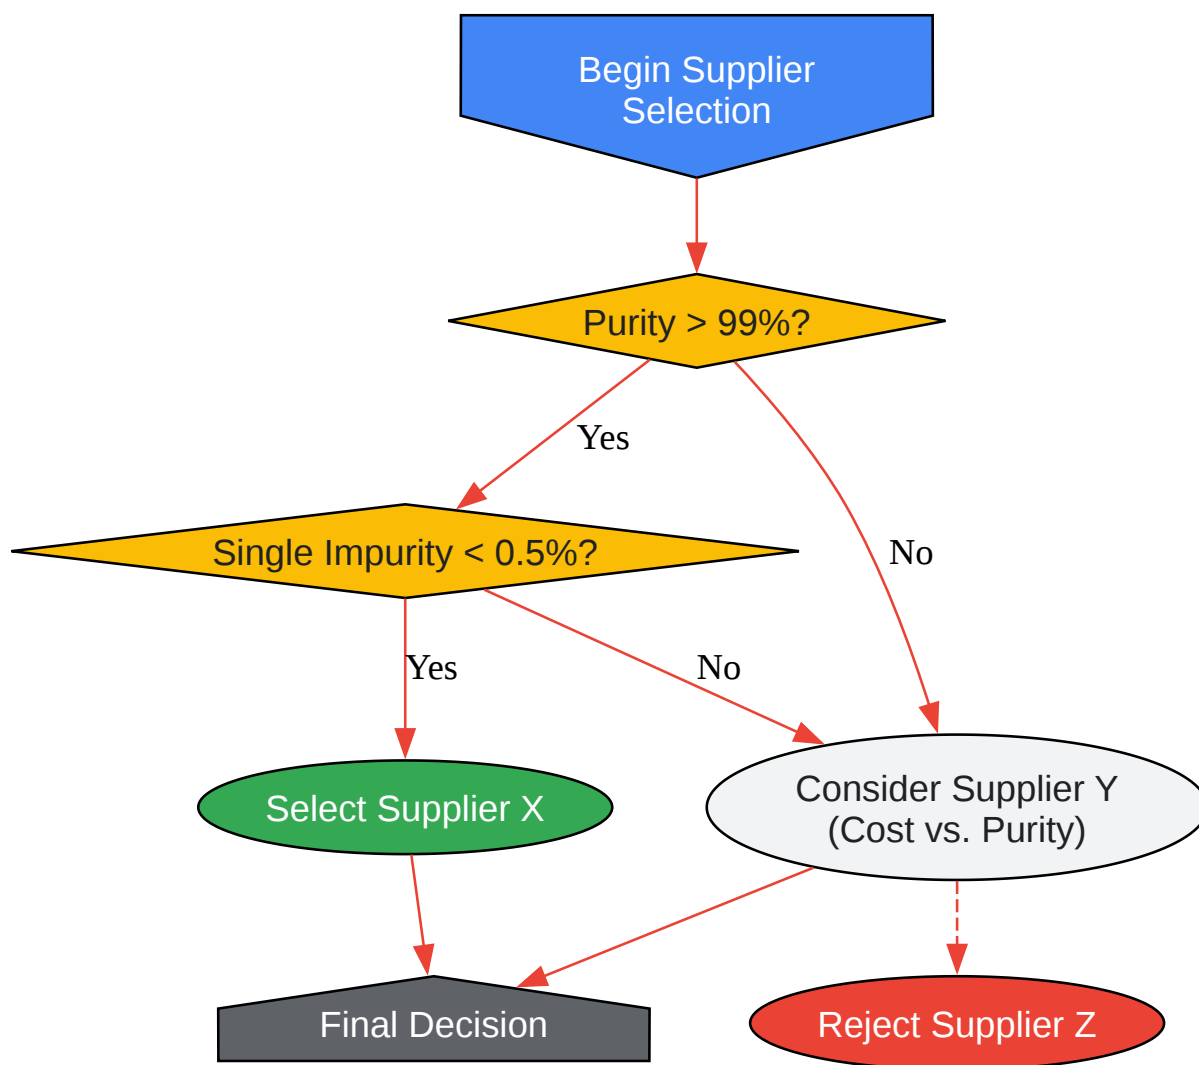 Begin Supplier
Selection
Purity > 99%?
Yes
No
Single Impurity < 0.5%?
Yes
No
Select Supplier X
Consider Supplier Y
(Cost vs. Purity)
Final Decision
Reject Supplier Z